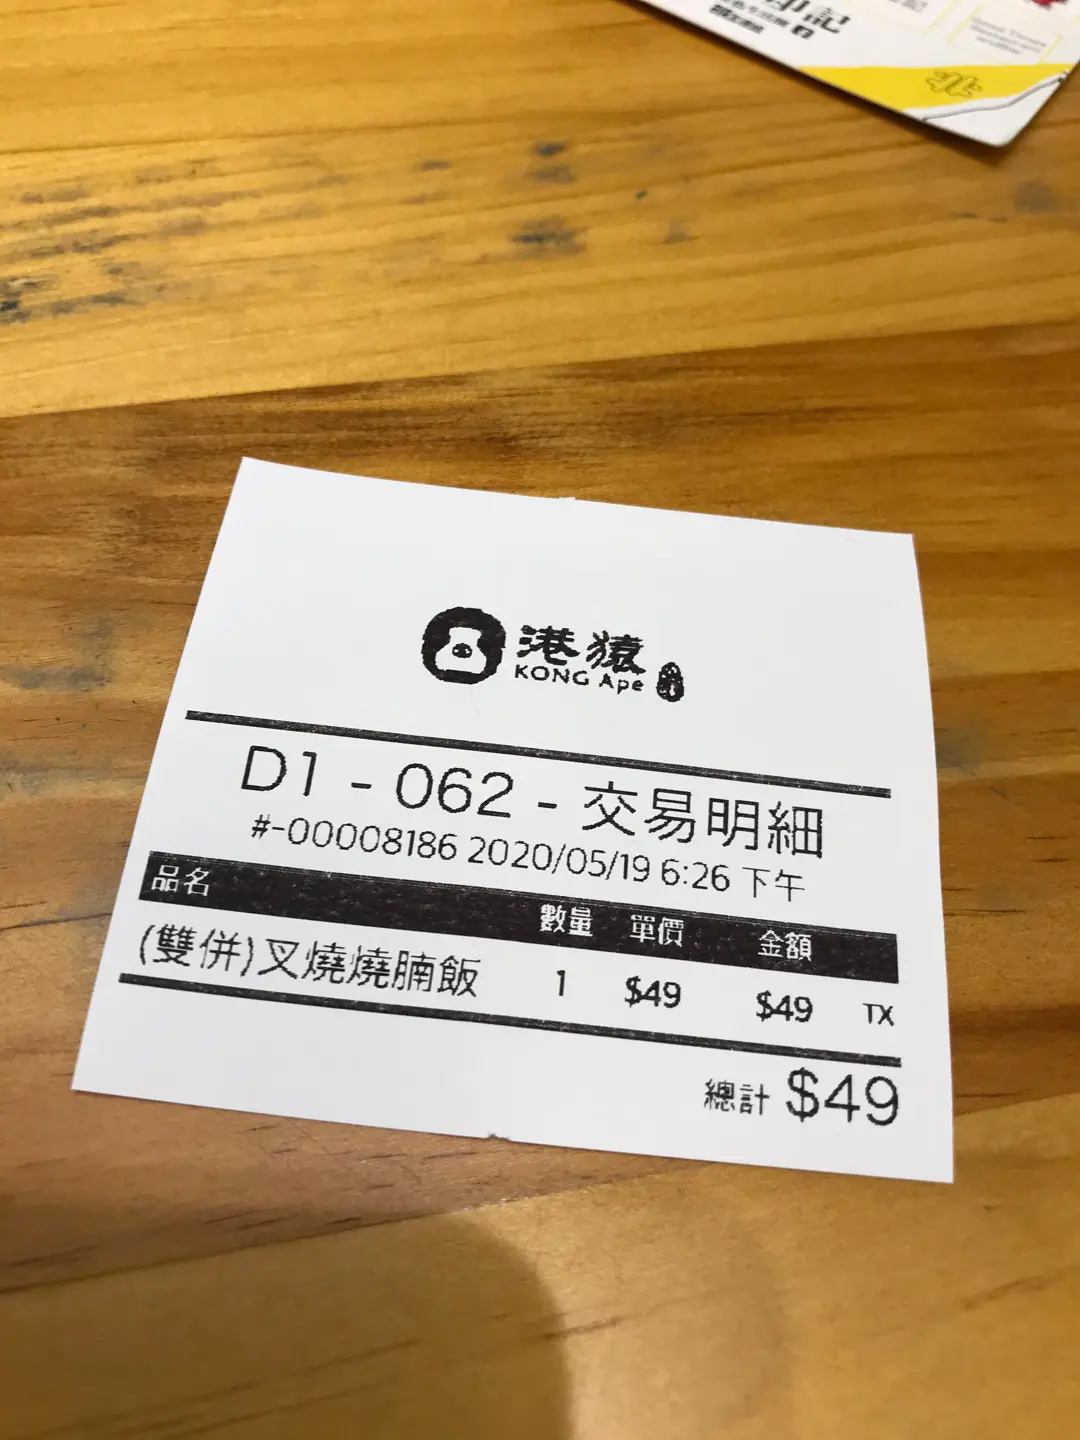 印記
港猿
KONG Ape
D1 - 062 - 交易明細
#-00008186 2020/05/19 6:26 下午
品名 數量 單價 金額
(雙併)叉燒燒腩飯 1 $49 $49 TX
總計 $49